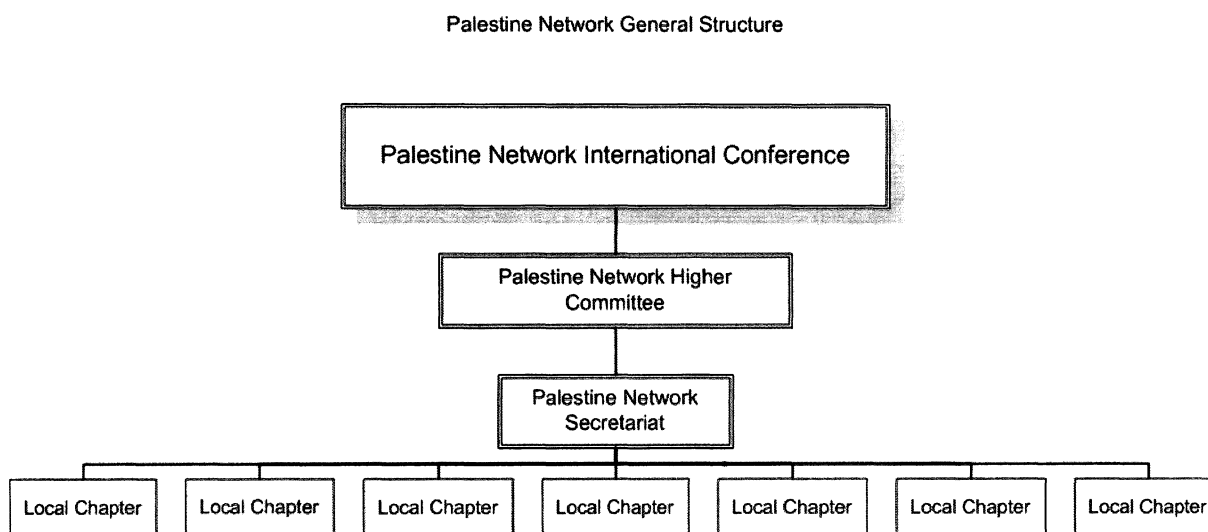 Palestine Network General Structure
Palestine Network International Conference
Palestine Network Higher
Committee
Palestine Network
Secretariat
Local Chapter
Local Chapter
Local Chapter
Local Chapter
Local Chapter
Local Chapter
Local Chapter